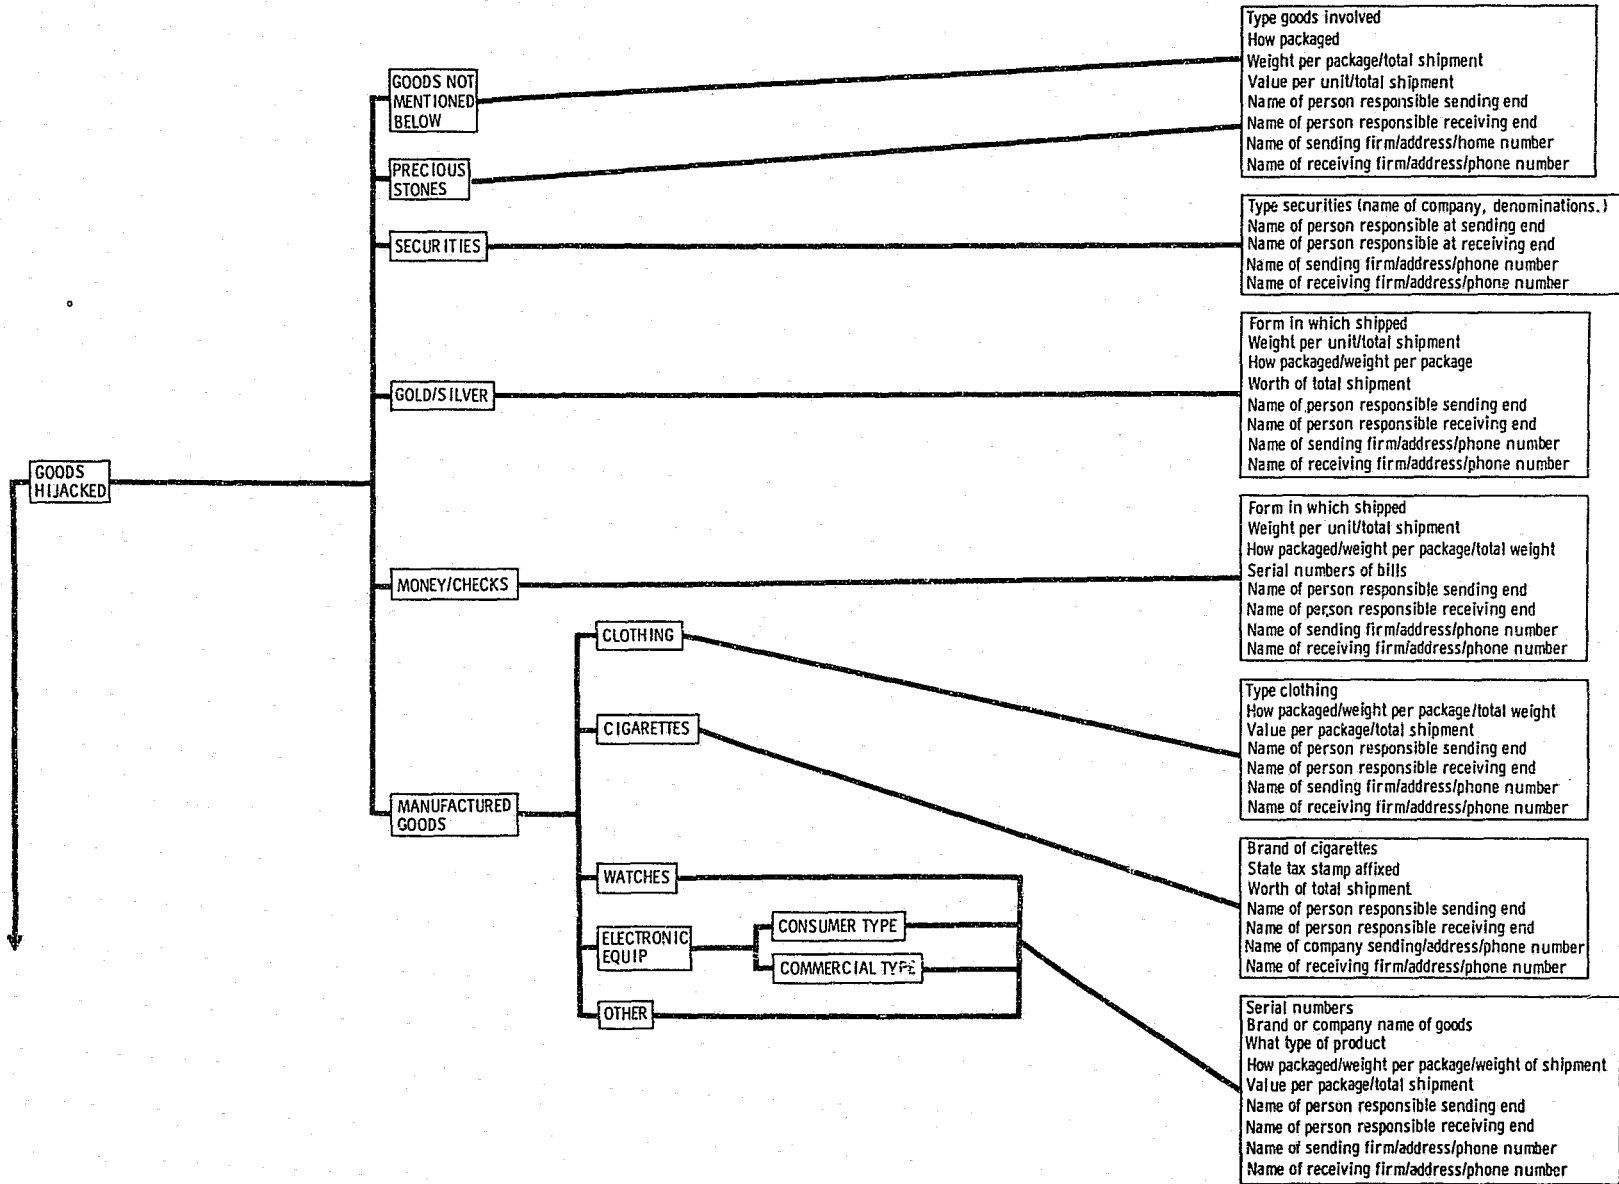 GOODS
HIJACKED
GOODS NOT
MENTIONED
BELOW
PRECIOUS
STONES
SECURITIES
GOLD/SILVER
MONEY/CHECKS
MANUFACTURED
GOODS
CLOTHING
CIGARETTES
WATCHES
ELECTRONIC
EQUIP
OTHER
CONSUMER TYPE
COMMERCIAL TYPE
Type goods involved
How packaged
Weight per package/total shipment
Value per unit/total shipment
Name of person responsible sending end
Name of person responsible receiving end
Name of sending firm/address/home number
Name of receiving firm/address/phone number
Type securities (name of company, denominations.)
Name of person responsible at sending end
Name of person responsible at receiving end
Name of sending firm/address/phone number
Name of receiving firm/address/phone number
Form in which shipped
Weight per unit/total shipment
How packaged/weight per package
Worth of total shipment
Name of person responsible sending end
Name of person responsible receiving end
Name of sending firm/address/phone number
Name of receiving firm/address/phone number
Form in which shipped
Weight per unit/total shipment
How packaged/weight per package/total weight
Serial numbers of bills
Name of person responsible sending end
Name of person responsible receiving end
Name of sending firm/address/phone number
Name of receiving firm/address/phone number
Type clothing
How packaged/weight per package/total weight
Value per package/total shipment
Name of person responsible sending end
Name of person responsible receiving end
Name of sending firm/address/phone number
Name of receiving firm/address/phone number
Brand of cigarettes
State tax stamp affixed
Worth of total shipment
Name of person responsible sending end
Name of person responsible receiving end
Name of company sending/address/phone number
Name of receiving firm/address/phone number
Serial numbers
Brand or company name of goods
What type of product
How packaged/weight per package/weight of shipment
Value per package/total shipment
Name of person responsible sending end
Name of person responsible receiving end
Name of sending firm/address/phone number
Name of receiving firm/address/phone number